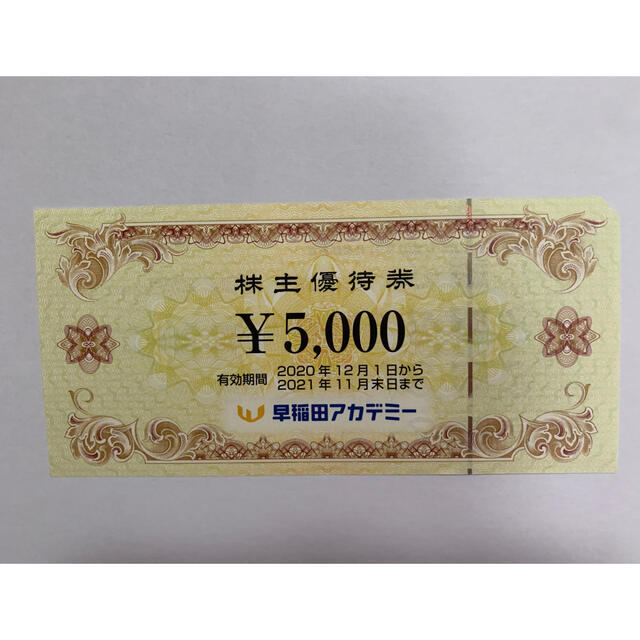 株主優待券
¥5,000
有効期間 2020年12月1日から
2021年11月末日まで
早稲田アカデミー